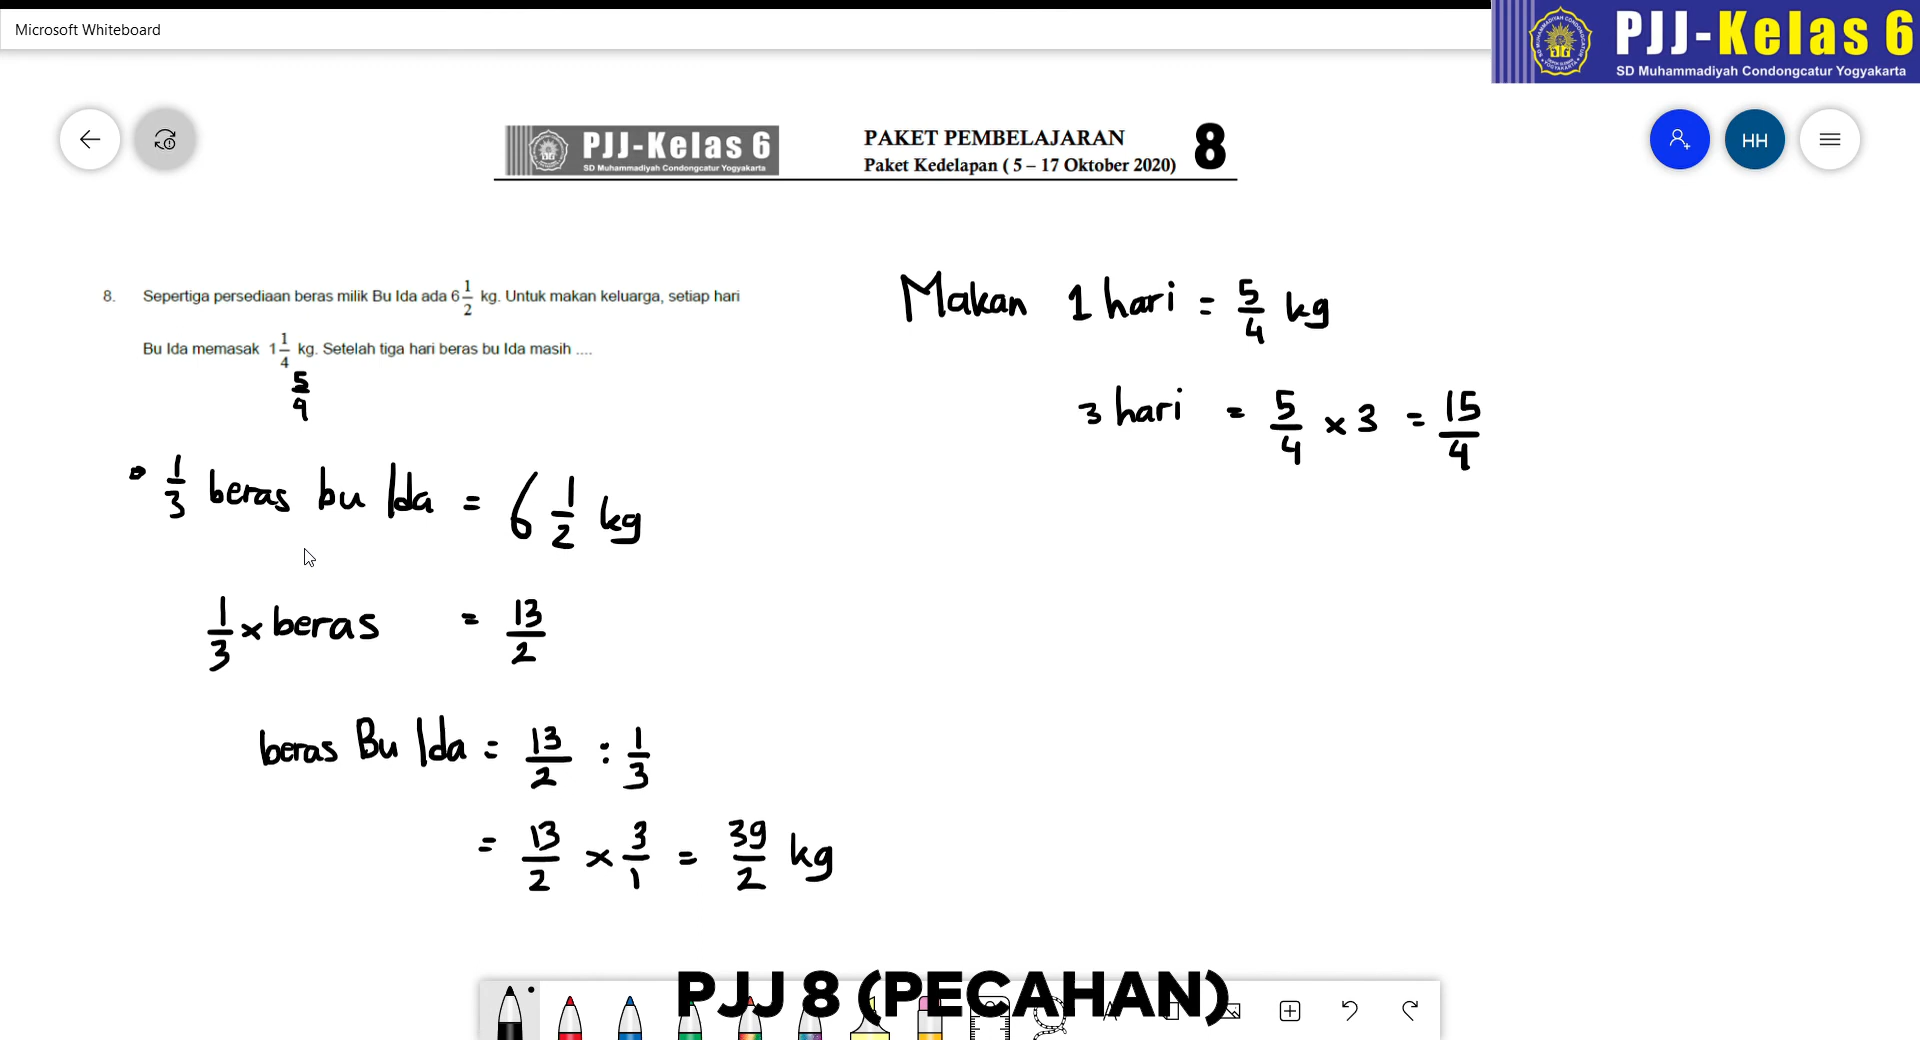 Microsoft Whiteboard
PJJ-Kelas 6
SD Muhammadiyah Condongcatur Yogyakarta
HH
PJJ-Kelas 6
SD Muhammadiyah Condongcatur Yogyakarta
PAKET PEMBELAJARAN
Paket Kedelapan ( 5 – 17 Oktober 2020)
8
8. Sepertiga persediaan beras milik Bu Ida ada 6 1/2 kg. Untuk makan keluarga, setiap hari
Bu Ida memasak 1 1/4 kg. Setelah tiga hari beras bu Ida masih ....
5/4
1/3 beras bu Ida = 6 1/2 kg
1/3 × beras = 13/2
beras Bu Ida = 13/2 : 1/3
= 13/2 × 3/1 = 39/2 kg
Makan 1 hari = 5/4 kg
3 hari = 5/4 × 3 = 15/4
PJJ 8 (PECAHAN)